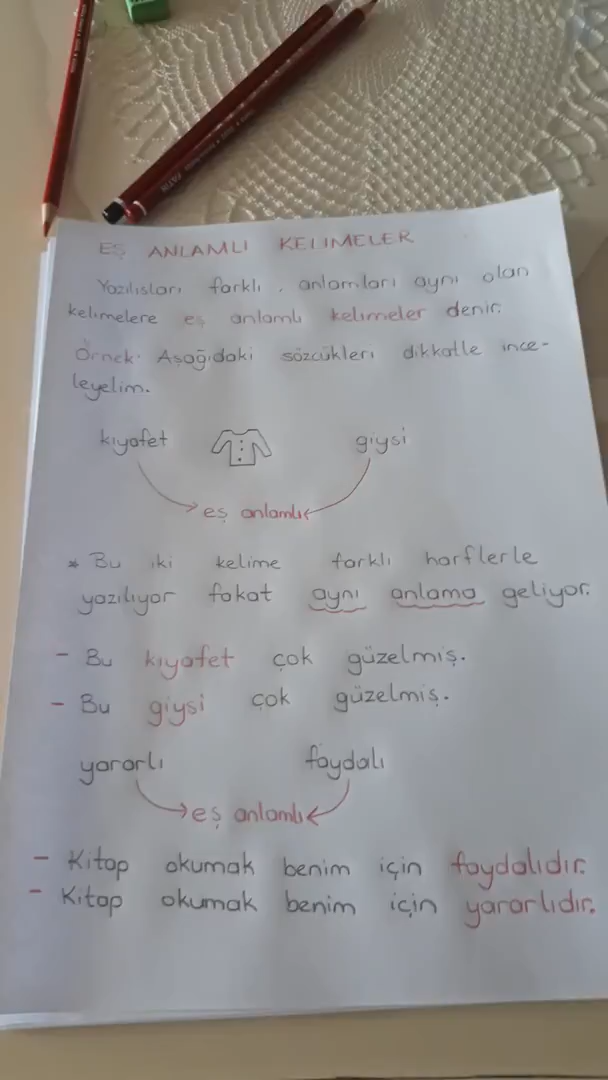 EŞ ANLAMLI KELİMELER
Yazılışları farklı, anlamları aynı olan
kelimelere eş anlamlı kelimeler denir.
Örnek: Aşağıdaki sözcükleri dikkatle ince-
leyelim.
kıyafet giysi
eş anlamlı
* Bu iki kelime farklı harflerle
yazılıyor fakat aynı anlama geliyor.
- Bu kıyafet çok güzelmiş.
- Bu giysi çok güzelmiş.
yararlı faydalı
eş anlamlı
- Kitap okumak benim için faydalıdır.
- Kitap okumak benim için yararlıdır.